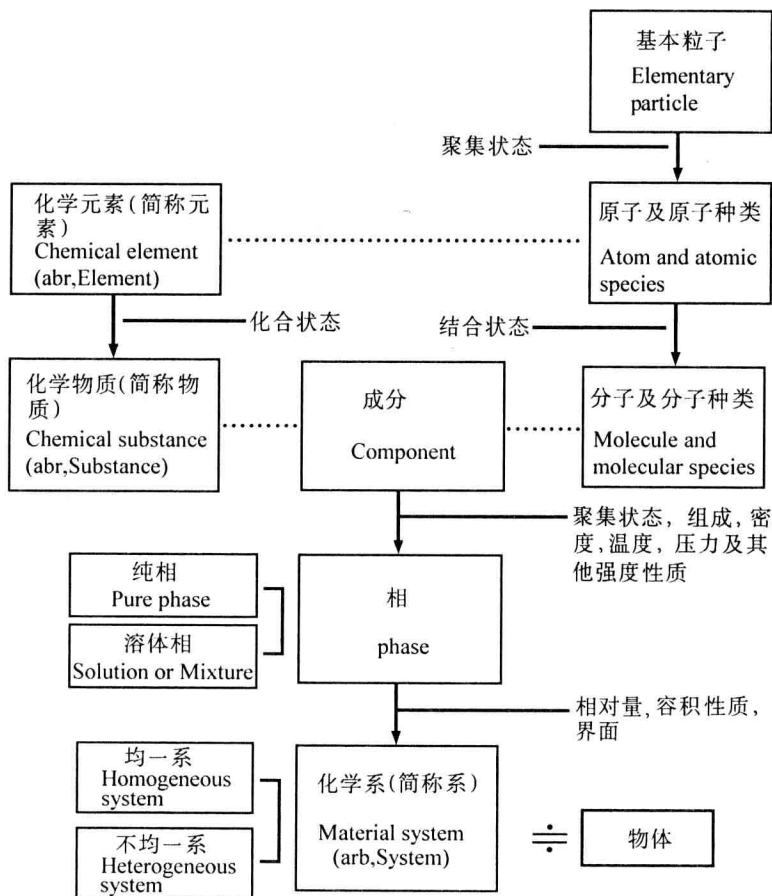 基本粒子
Elementary
particle
聚集状态
化学元素(简称元
素)
Chemical element
(abr,Element)
原子及原子种类
Atom and atomic
species
化合状态
结合状态
化学物质(简称物
质)
Chemical substance
(abr,Substance)
成分
Component
分子及分子种类
Molecule and
molecular species
聚集状态, 组成, 密
度, 温度, 压力及其
他强度性质
纯相
Pure phase
溶体相
Solution or Mixture
相
phase
相对量, 容积性质,
界面
均一系
Homogeneous
system
不均一系
Heterogeneous
system
化学系(简称系)
Material system
(arb,System)
≑
物体